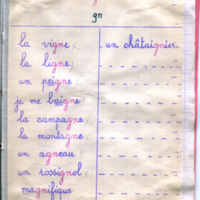 gn
la vigne
un châtaignier
la ligne
un peigne
je me baigne
la campagne
la montagne
un agneau
un rossignol
magnifique